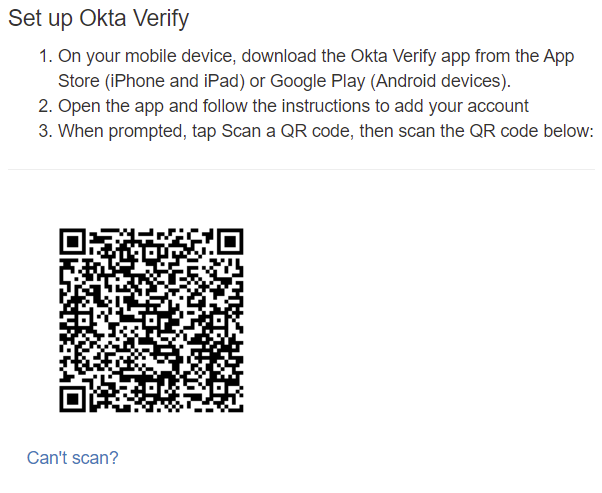 Set up Okta Verify
1. On your mobile device, download the Okta Verify app from the App
Store (iPhone and iPad) or Google Play (Android devices).
2. Open the app and follow the instructions to add your account
3. When prompted, tap Scan a QR code, then scan the QR code below:
Can't scan?